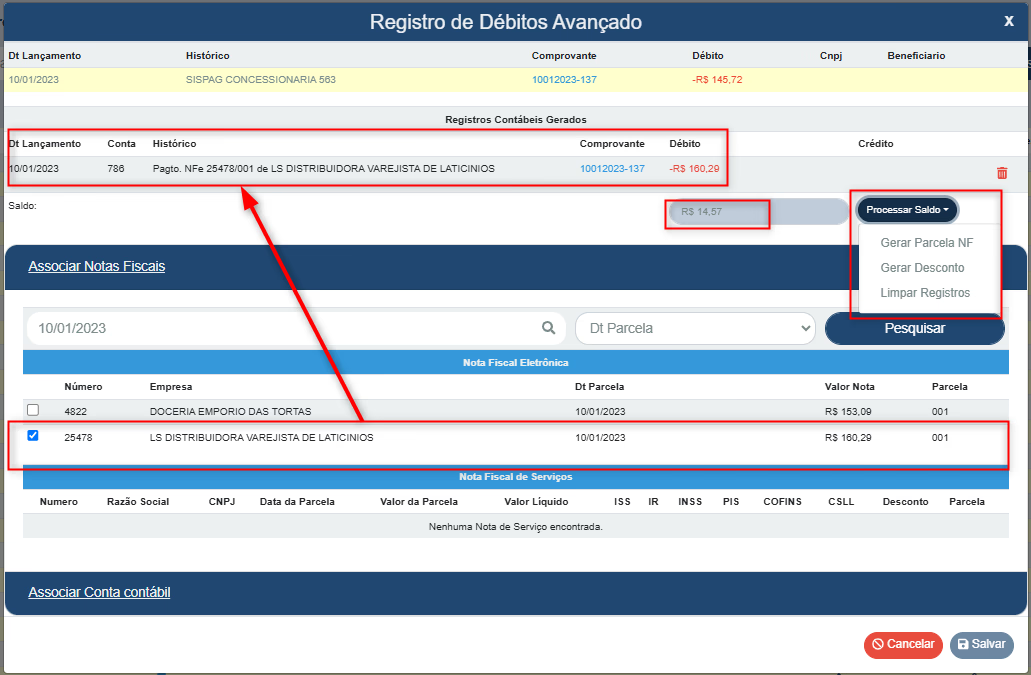 Registro de Débitos Avançado
X
Dt Lançamento Histórico Comprovante Débito Cnpj Beneficiario
10/01/2023 SISPAG CONCESSIONARIA 563 10012023-137 -R$ 145,72
Registros Contábeis Gerados
Dt Lançamento Conta Histórico Comprovante Débito Crédito
10/01/2023 786 Pagto. NFe 25478/001 de LS DISTRIBUIDORA VAREJISTA DE LATICINIOS 10012023-137 -R$ 160,29
Saldo: R$ 14,57 Processar Saldo
Gerar Parcela NF
Gerar Desconto
Limpar Registros
Associar Notas Fiscais
10/01/2023 Dt Parcela Pesquisar
Nota Fiscal Eletrônica
Número Empresa Dt Parcela Valor Nota Parcela
4822 DOCERIA EMPORIO DAS TORTAS 10/01/2023 R$ 153,09 001
25478 LS DISTRIBUIDORA VAREJISTA DE LATICINIOS 10/01/2023 R$ 160,29 001
Nota Fiscal de Serviços
Numero Razão Social CNPJ Data da Parcela Valor da Parcela Valor Líquido ISS IR INSS PIS COFINS CSLL Desconto Parcela
Nenhuma Nota de Serviço encontrada.
Associar Conta contábil
Cancelar Salvar